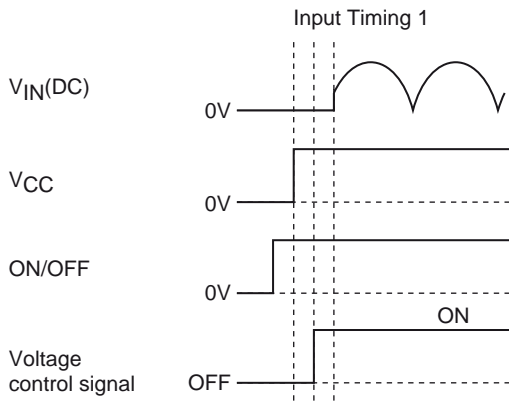 Input Timing 1
VIN(DC)
0V
VCC
0V
ON/OFF
0V
ON
Voltage
control signal
OFF